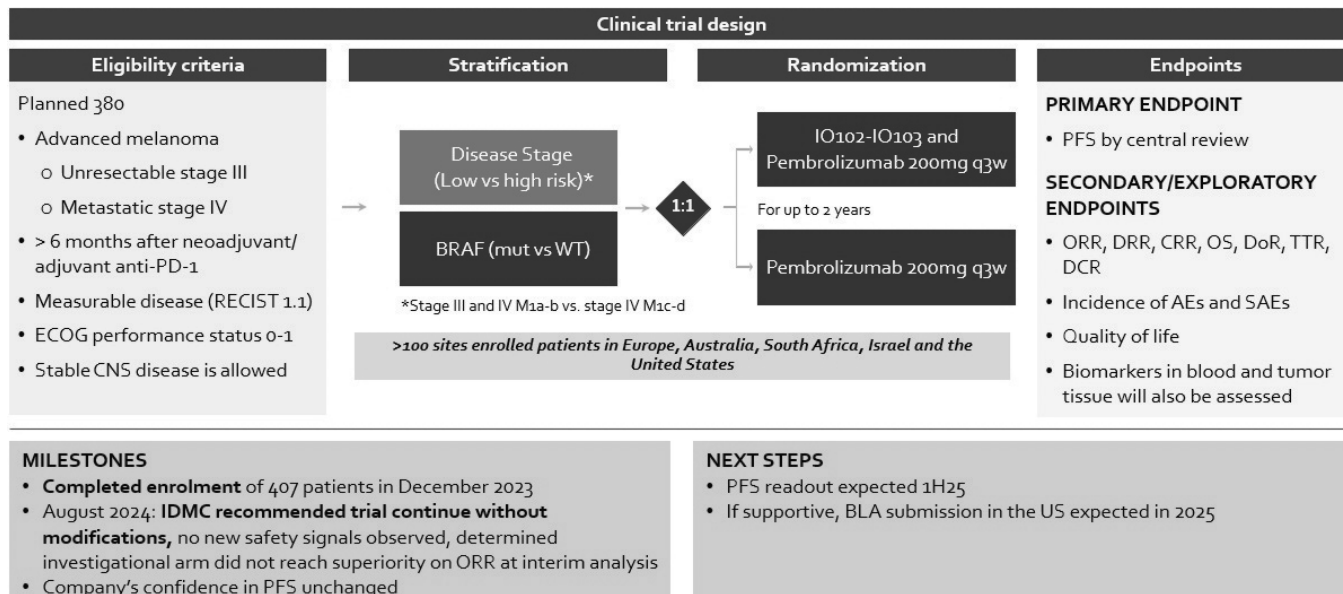 Clinical trial design
Eligibility criteria
Planned 380
• Advanced melanoma
o Unresectable stage III
o Metastatic stage IV
• > 6 months after neoadjuvant/
adjuvant anti-PD-1
• Measurable disease (RECIST 1.1)
• ECOG performance status 0-1
• Stable CNS disease is allowed
Stratification
Disease Stage
(Low vs high risk)*
BRAF (mut vs WT)
*Stage III and IV M1a-b vs. stage IV M1c-d
>100 sites enrolled patients in Europe, Australia, South Africa, Israel and the
United States
Randomization
1:1
IO102-IO103 and
Pembrolizumab 200mg q3w
For up to 2 years
Pembrolizumab 200mg q3w
Endpoints
PRIMARY ENDPOINT
• PFS by central review
SECONDARY/EXPLORATORY
ENDPOINTS
• ORR, DRR, CRR, OS, DoR, TTR,
DCR
• Incidence of AEs and SAEs
• Quality of life
• Biomarkers in blood and tumor
tissue will also be assessed
MILESTONES
• Completed enrolment of 407 patients in December 2023
• August 2024: IDMC recommended trial continue without
modifications, no new safety signals observed, determined
investigational arm did not reach superiority on ORR at interim analysis
• Company's confidence in PFS unchanged
NEXT STEPS
• PFS readout expected 1H25
• If supportive, BLA submission in the US expected in 2025